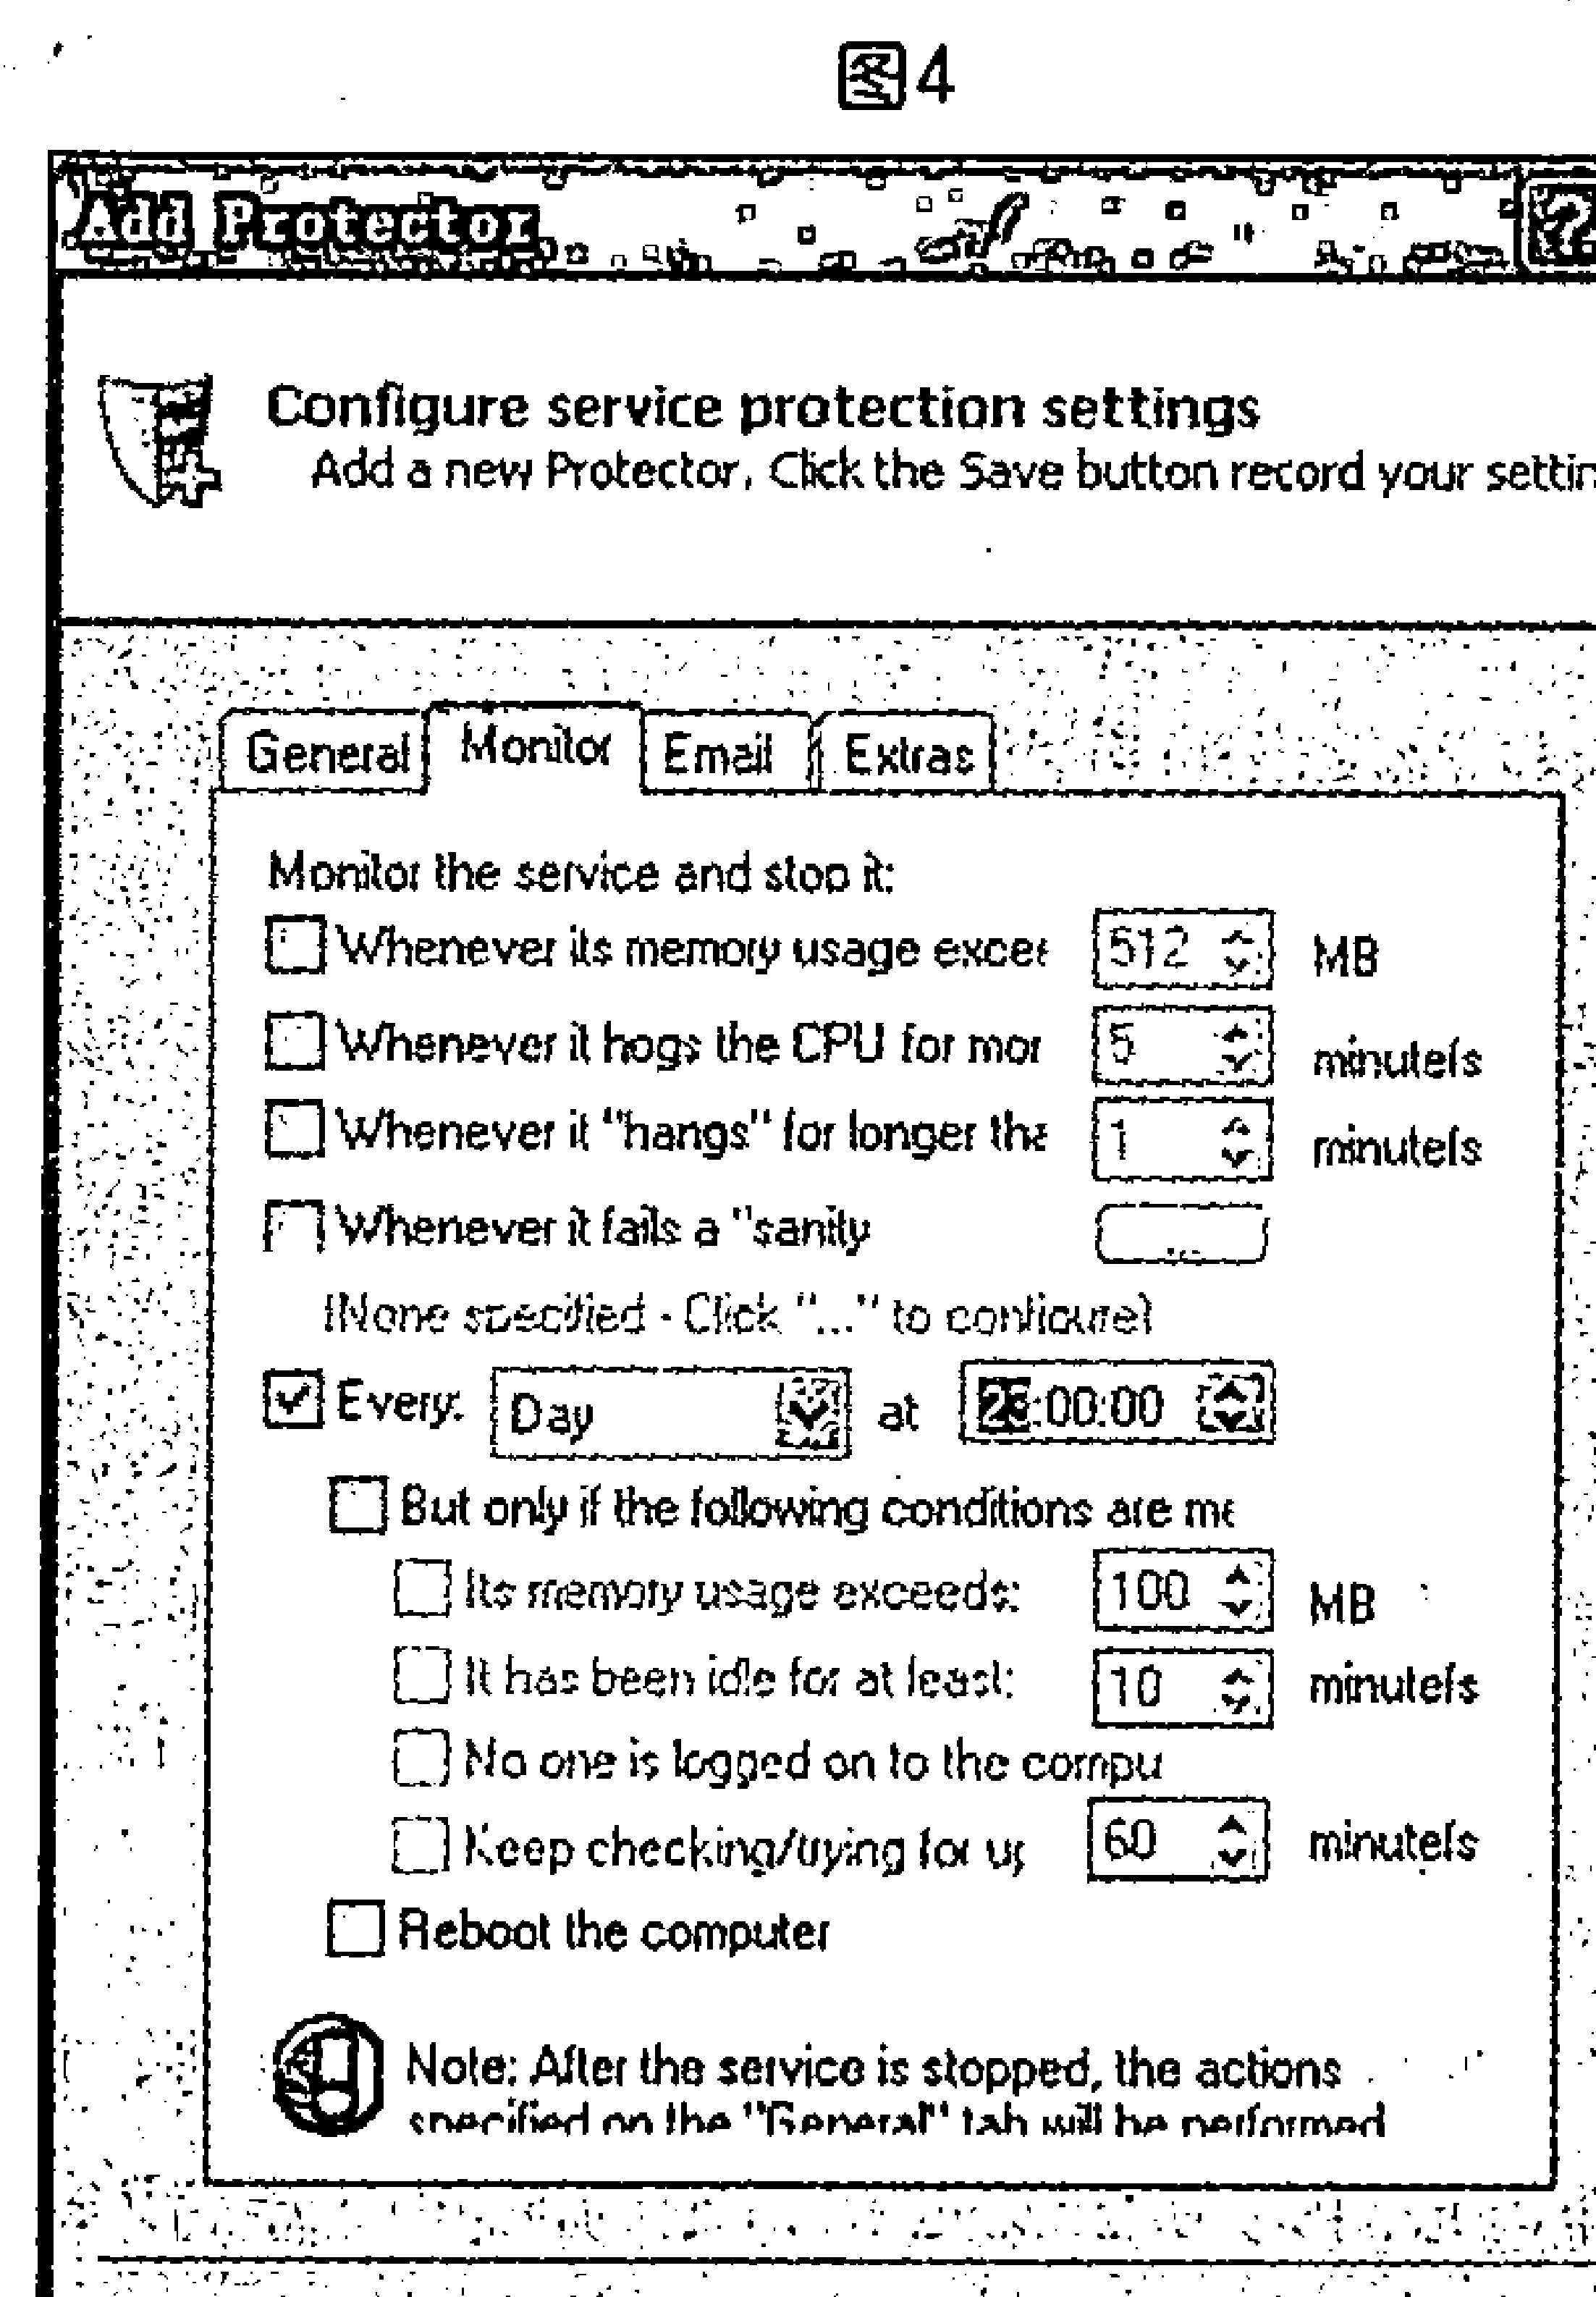 图4
Add Protector
Configure service protection settings
Add a new Protector. Click the Save button record your settin
General Monitor Email Extras
Monitor the service and stop it:
Whenever its memory usage excee 512 MB
Whenever it hogs the CPU for mor 5 minute(s
Whenever it "hangs" for longer tha 1 minute(s
Whenever it fails a "sanity ...
(None specified - Click "..." to configure)
Every: Day at 23:00:00
But only if the following conditions are me
Its memory usage exceeds: 100 MB
It has been idle for at least: 10 minute(s
No one is logged on to the compu
Keep checking/trying for up 60 minute(s
Reboot the computer
Note: After the service is stopped, the actions
specified on the "General" tab will be performed